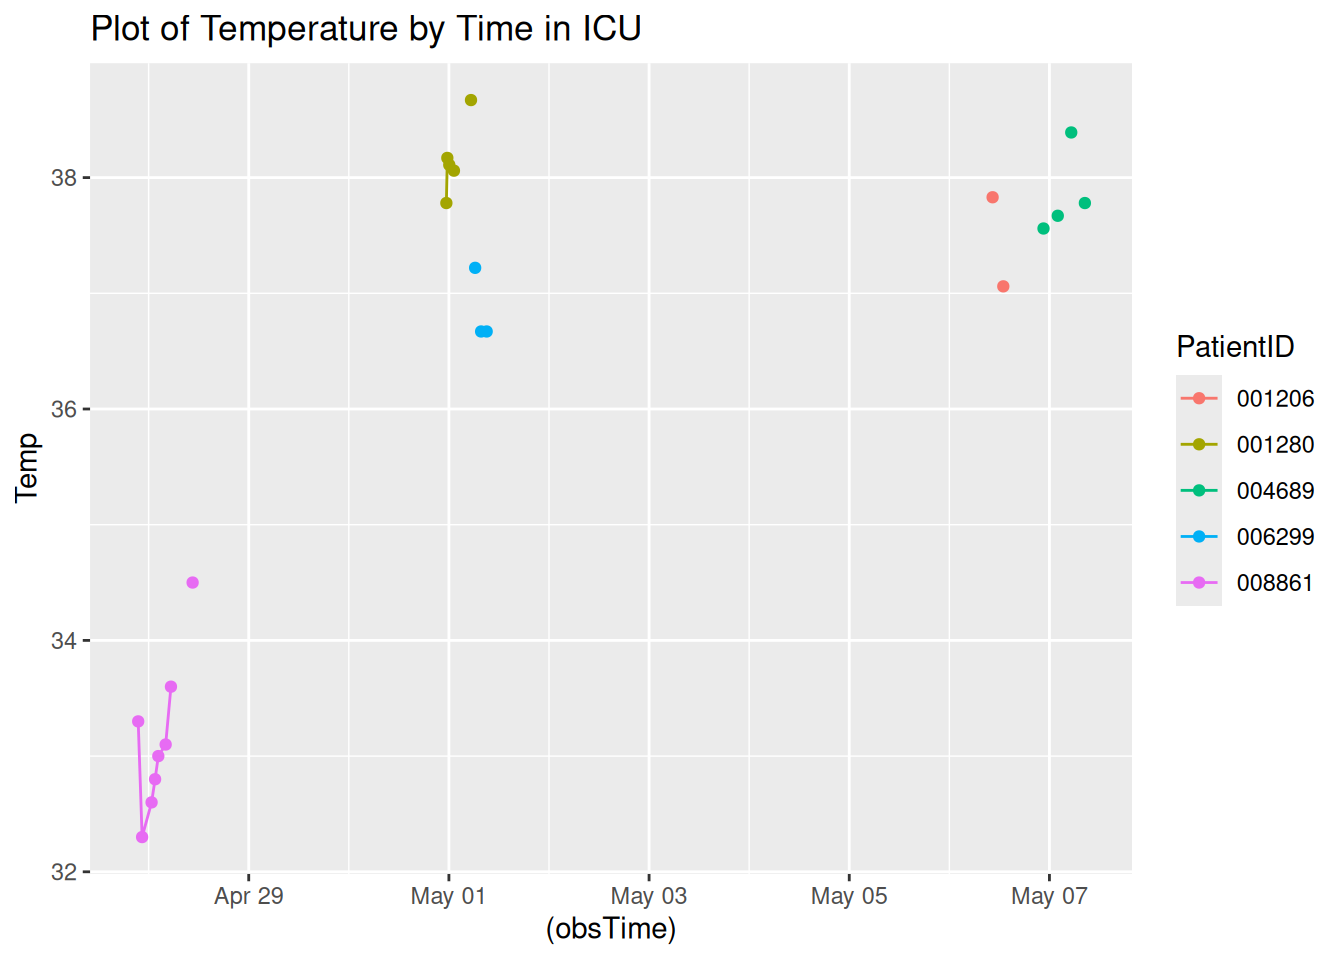 Plot of Temperature by Time in ICU
38
36
34
32
Temp
Apr 29
May 01
May 03
May 05
May 07
(obsTime)
PatientID
001206
001280
004689
006299
008861